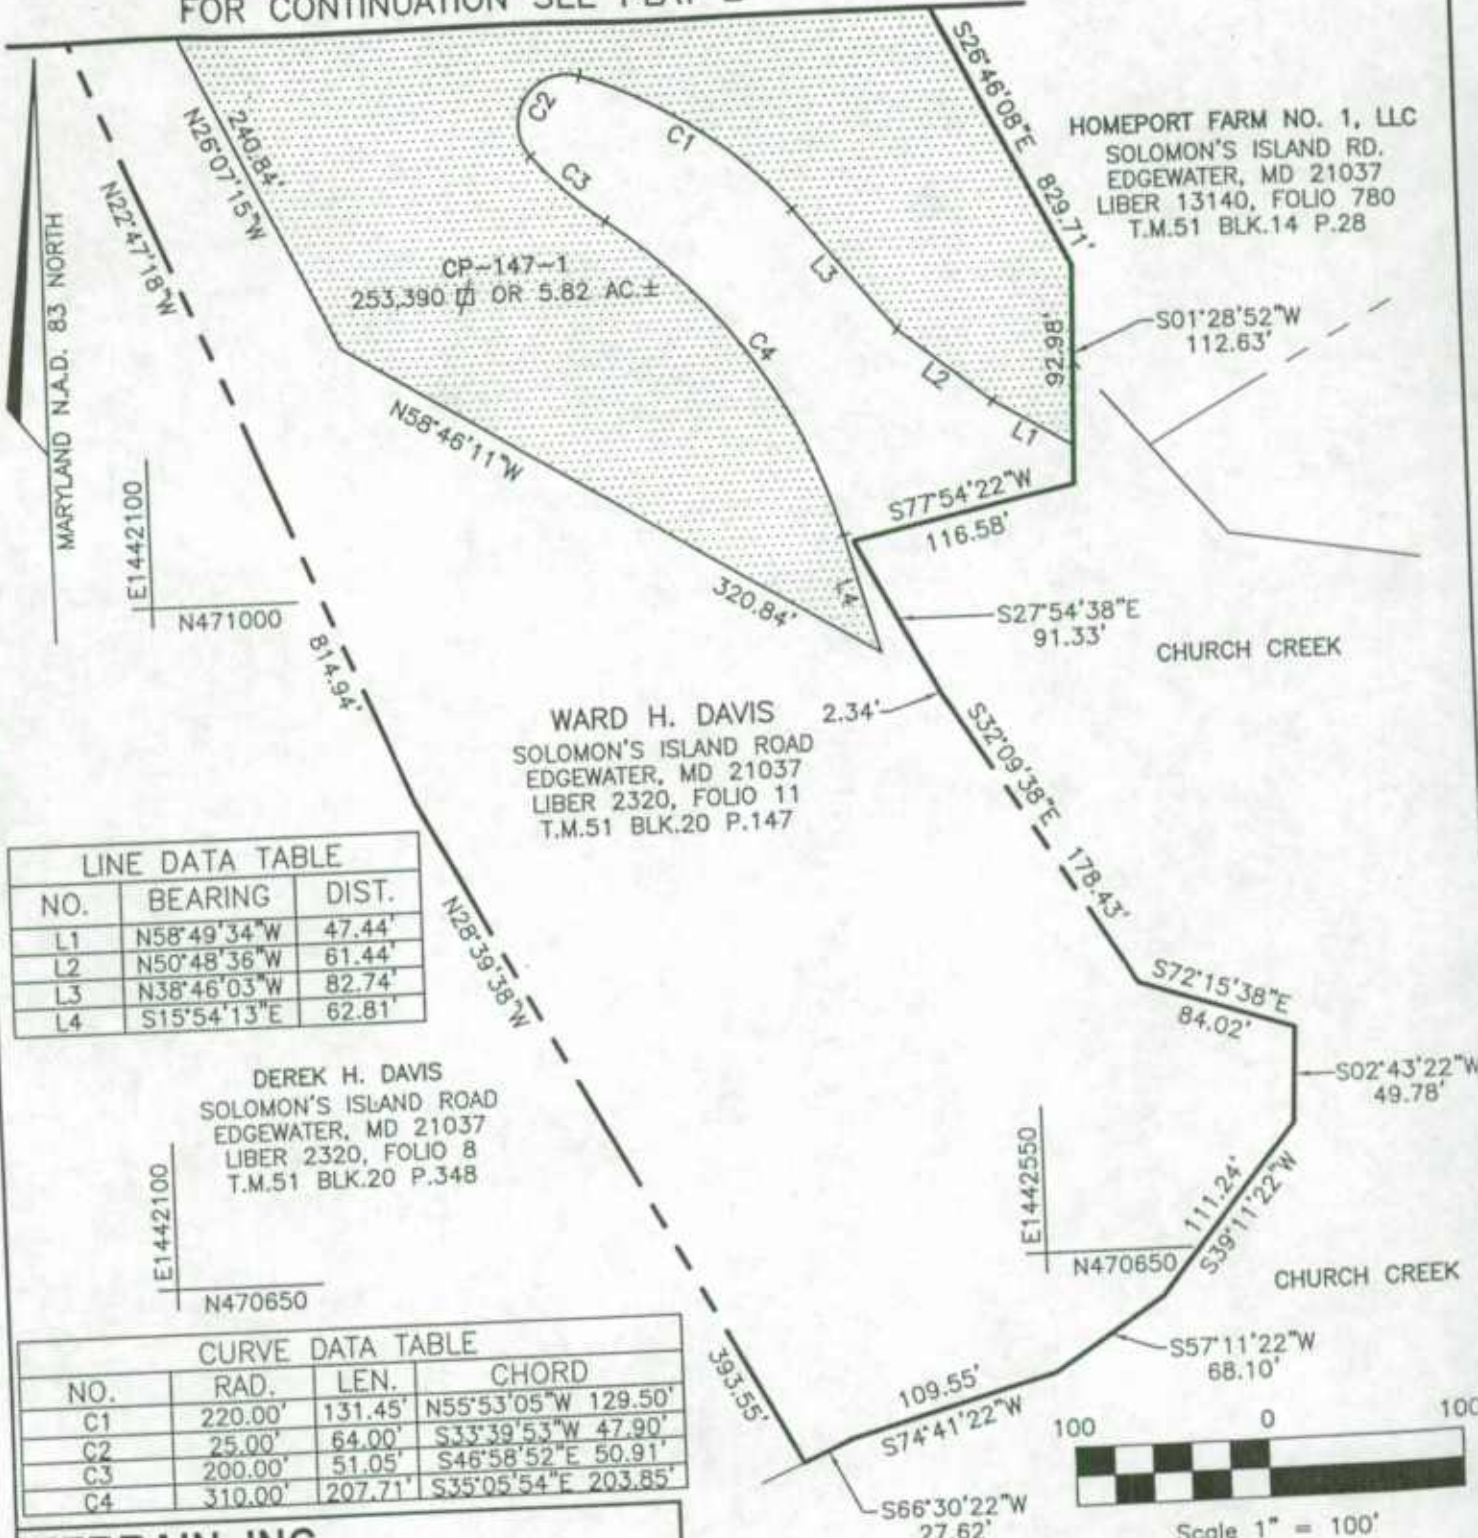 FOR CONTINUATION SEE PLAT
S26°46'08"E 829.71'
N22°47'18"W
240.84'
N26°07'15"W
C2
C1
C3
L3
C4
L2
L1
L4
HOMEPORT FARM NO. 1, LLC
SOLOMON'S ISLAND RD.
EDGEWATER, MD 21037
LIBER 13140, FOLIO 780
T.M.51 BLK.14 P.28
MARYLAND N.A.D. 83 NORTH
CP-147-1
253,390 OR 5.82 AC.±
S01°28'52"W
112.63'
92.98'
N58°46'11"W
320.84'
S77°54'22"W
116.58'
E1442100
N471000
814.94'
S27°54'38"E
91.33'
CHURCH CREEK
WARD H. DAVIS
SOLOMON'S ISLAND ROAD
EDGEWATER, MD 21037
LIBER 2320, FOLIO 11
T.M.51 BLK.20 P.147
2.34'
S32°09'38"E 178.43'
LINE DATA TABLE
NO. BEARING DIST.
L1 N58°49'34"W 47.44'
L2 N50°48'36"W 61.44'
L3 N38°46'03"W 82.74'
L4 S15°54'13"E 62.81'
N28°39'38"W
393.55'
S72°15'38"E
84.02'
S02°43'22"W
49.78'
DEREK H. DAVIS
SOLOMON'S ISLAND ROAD
EDGEWATER, MD 21037
LIBER 2320, FOLIO 8
T.M.51 BLK.20 P.348
E1442100
N470650
E1442550
N470650
111.24'
S39°11'22"W
CHURCH CREEK
S57°11'22"W
68.10'
CURVE DATA TABLE
NO. RAD. LEN. CHORD
C1 220.00' 131.45' N55°53'05"W 129.50'
C2 25.00' 64.00' S33°39'53"W 47.90'
C3 200.00' 51.05' S46°58'52"E 50.91'
C4 310.00' 207.71' S35°05'54"E 203.85'
109.55'
S74°41'22"W
S66°30'22"W
27.62'
100 0 100
Scale 1" = 100'